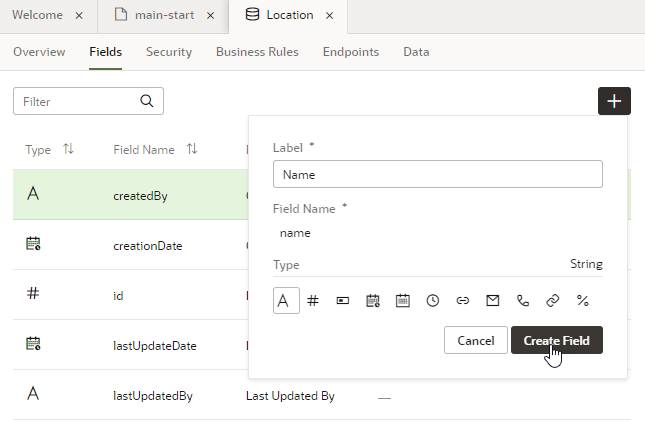 Welcome × main-start × Location ×
Overview Fields Security Business Rules Endpoints Data
Filter
+
Type Field Name
Label *
Name
Field Name *
name
Type String
Cancel Create Field
createdBy
creationDate
id
lastUpdateDate
lastUpdatedBy Last Updated By —